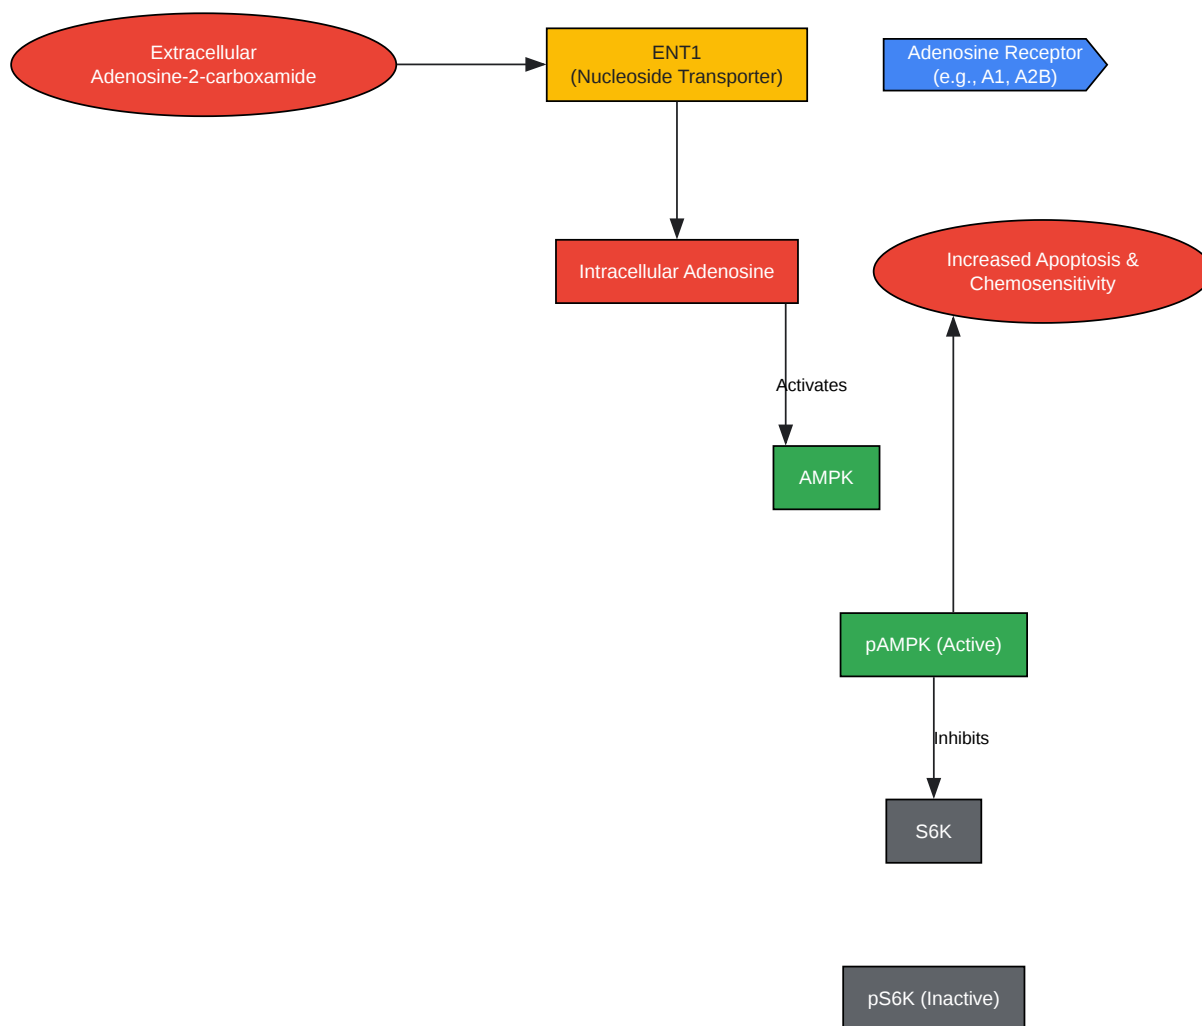 Extracellular
Adenosine-2-carboxamide
ENT1
(Nucleoside Transporter)
Adenosine Receptor
(e.g., A1, A2B)
Intracellular Adenosine
Increased Apoptosis &
Chemosensitivity
Activates
AMPK
pAMPK (Active)
Inhibits
S6K
pS6K (Inactive)